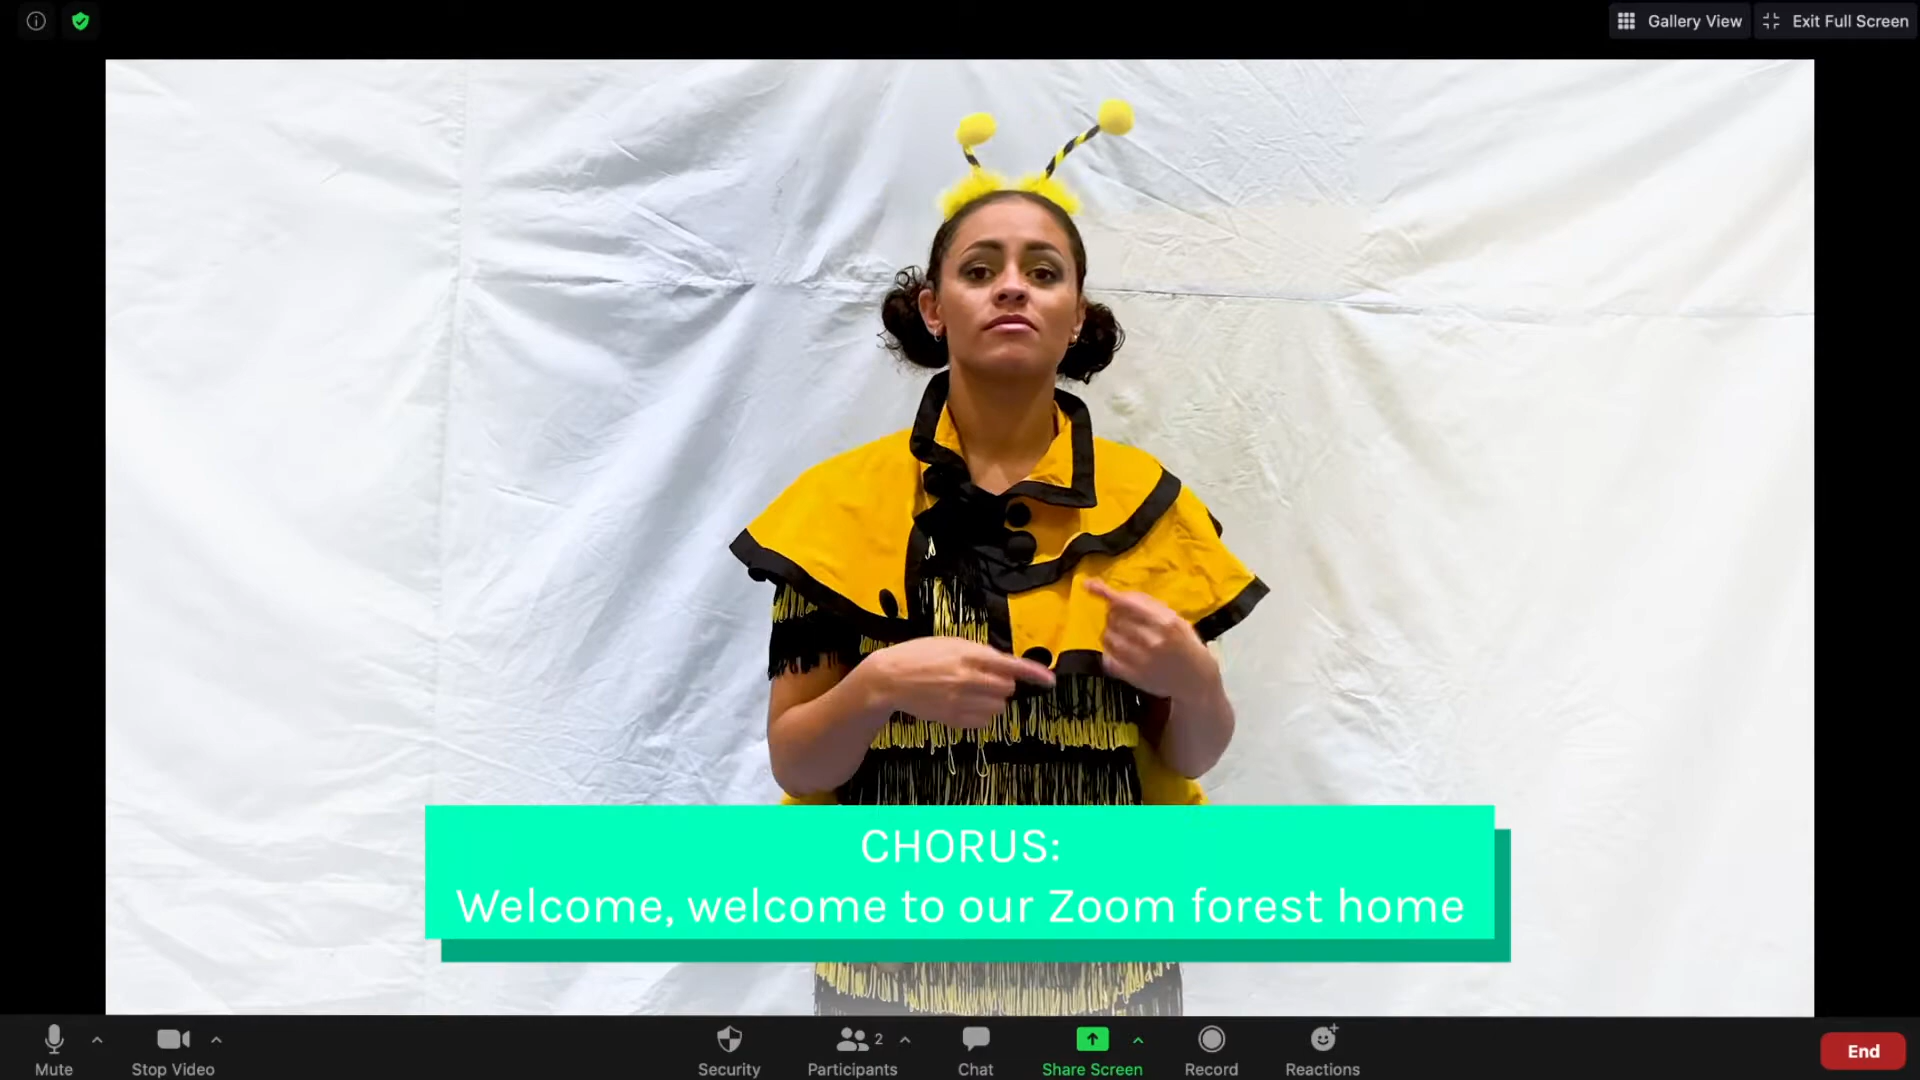 Gallery View
Exit Full Screen
CHORUS:
Welcome, welcome to our Zoom forest home
Mute
Stop Video
Security
Participants
2
Chat
Share Screen
Record
Reactions
End